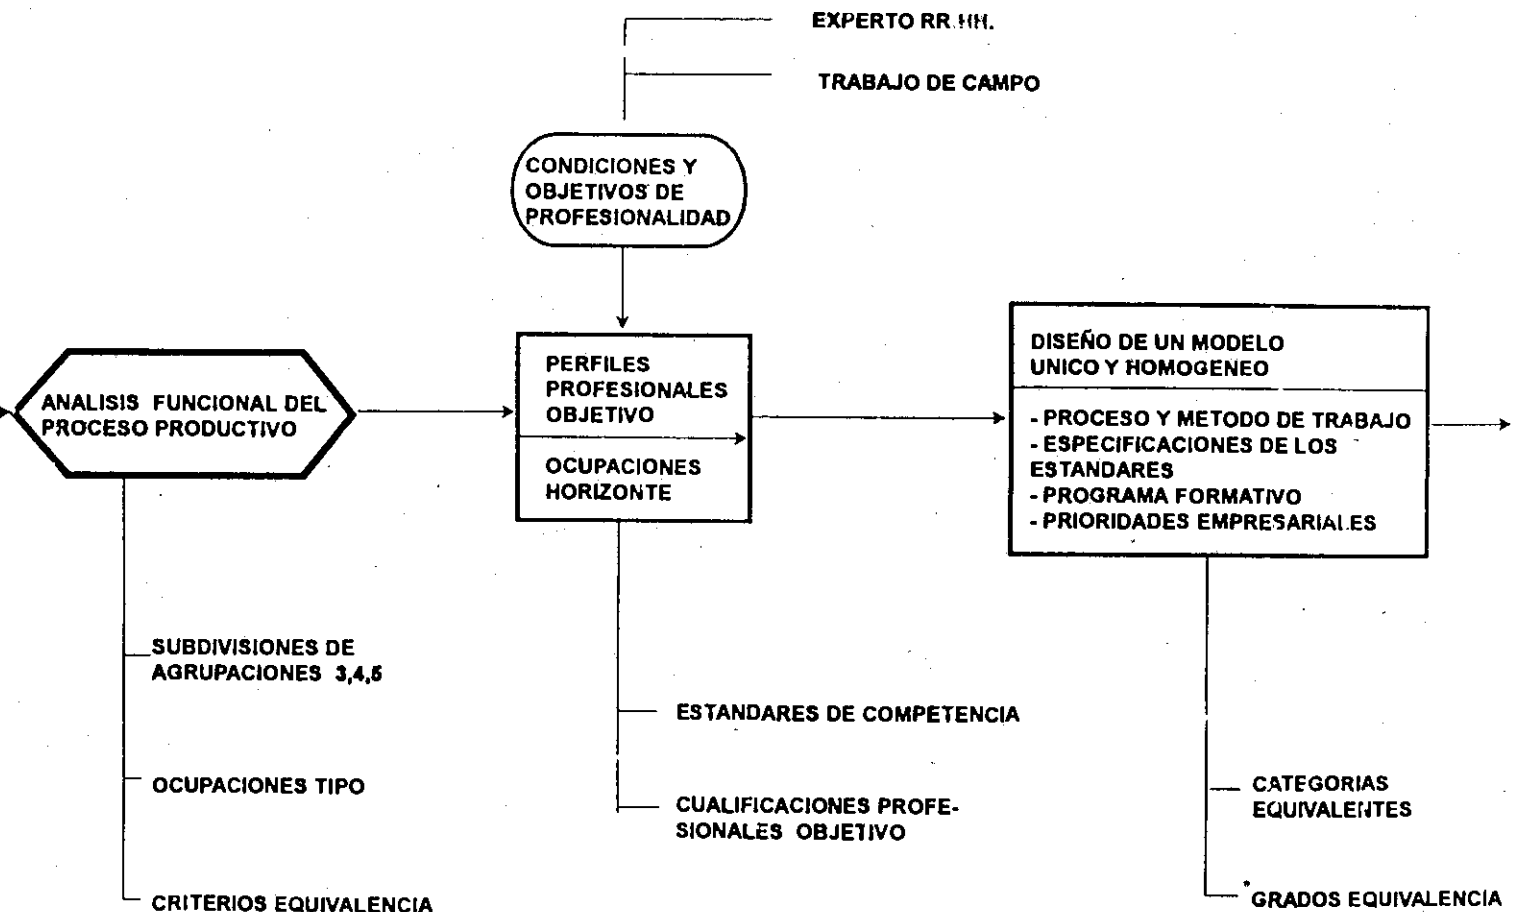 EXPERTO RR.HH.
TRABAJO DE CAMPO
CONDICIONES Y
OBJETIVOS DE
PROFESIONALIDAD
ANALISIS FUNCIONAL DEL
PROCESO PRODUCTIVO
PERFILES
PROFESIONALES
OBJETIVO
OCUPACIONES
HORIZONTE
DISEÑO DE UN MODELO
UNICO Y HOMOGENEO
- PROCESO Y METODO DE TRABAJO
- ESPECIFICACIONES DE LOS
ESTANDARES
- PROGRAMA FORMATIVO
- PRIORIDADES EMPRESARIALES
SUBDIVISIONES DE
AGRUPACIONES 3,4,5
OCUPACIONES TIPO
CRITERIOS EQUIVALENCIA
ESTANDARES DE COMPETENCIA
CUALIFICACIONES PROFE-
SIONALES OBJETIVO
CATEGORIAS
EQUIVALENTES
GRADOS EQUIVALENCIA